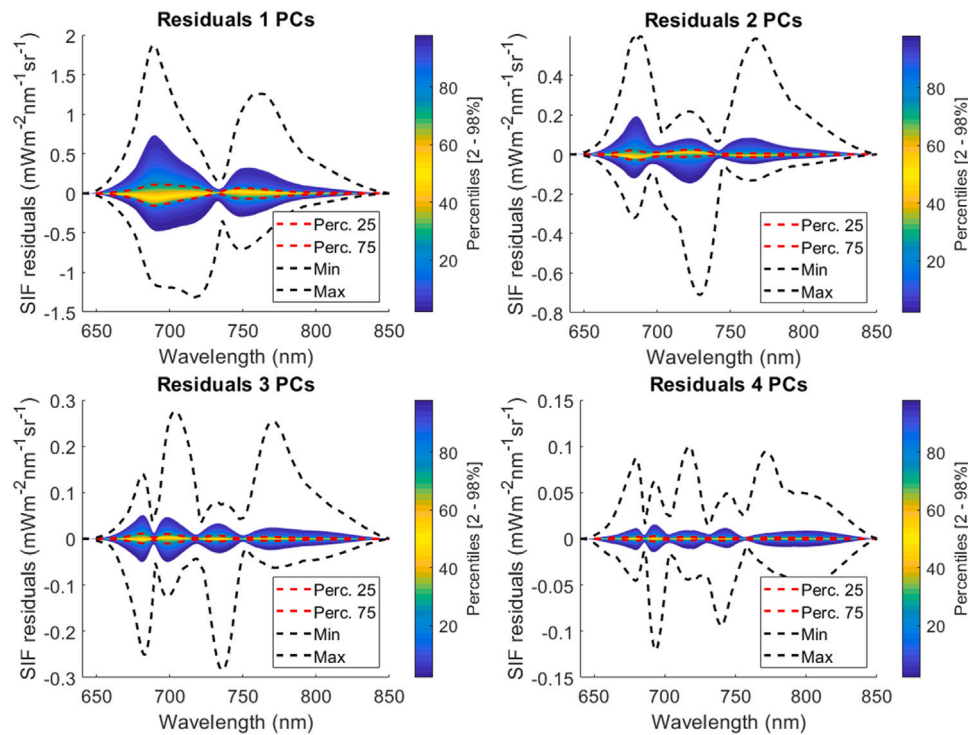 Residuals 1 PCs
SIF residuals (mWm⁻²nm⁻¹sr⁻¹)
2
1.5
1
0.5
0
-0.5
-1
-1.5
650 700 750 800 850
Wavelength (nm)
Perc. 25
Perc. 75
Min
Max
80
60
40
20
Percentiles [2 - 98%]
Residuals 2 PCs
SIF residuals (mWm⁻²nm⁻¹sr⁻¹)
0.4
0.2
0
-0.2
-0.4
-0.6
-0.8
650 700 750 800 850
Wavelength (nm)
Perc. 25
Perc. 75
Min
Max
80
60
40
20
Percentiles [2 - 98%]
Residuals 3 PCs
SIF residuals (mWm⁻²nm⁻¹sr⁻¹)
0.3
0.2
0.1
0
-0.1
-0.2
-0.3
650 700 750 800 850
Wavelength (nm)
Perc. 25
Perc. 75
Min
Max
80
60
40
20
Percentiles [2 - 98%]
Residuals 4 PCs
SIF residuals (mWm⁻²nm⁻¹sr⁻¹)
0.15
0.1
0.05
0
-0.05
-0.1
-0.15
650 700 750 800 850
Wavelength (nm)
Perc. 25
Perc. 75
Min
Max
80
60
40
20
Percentiles [2 - 98%]